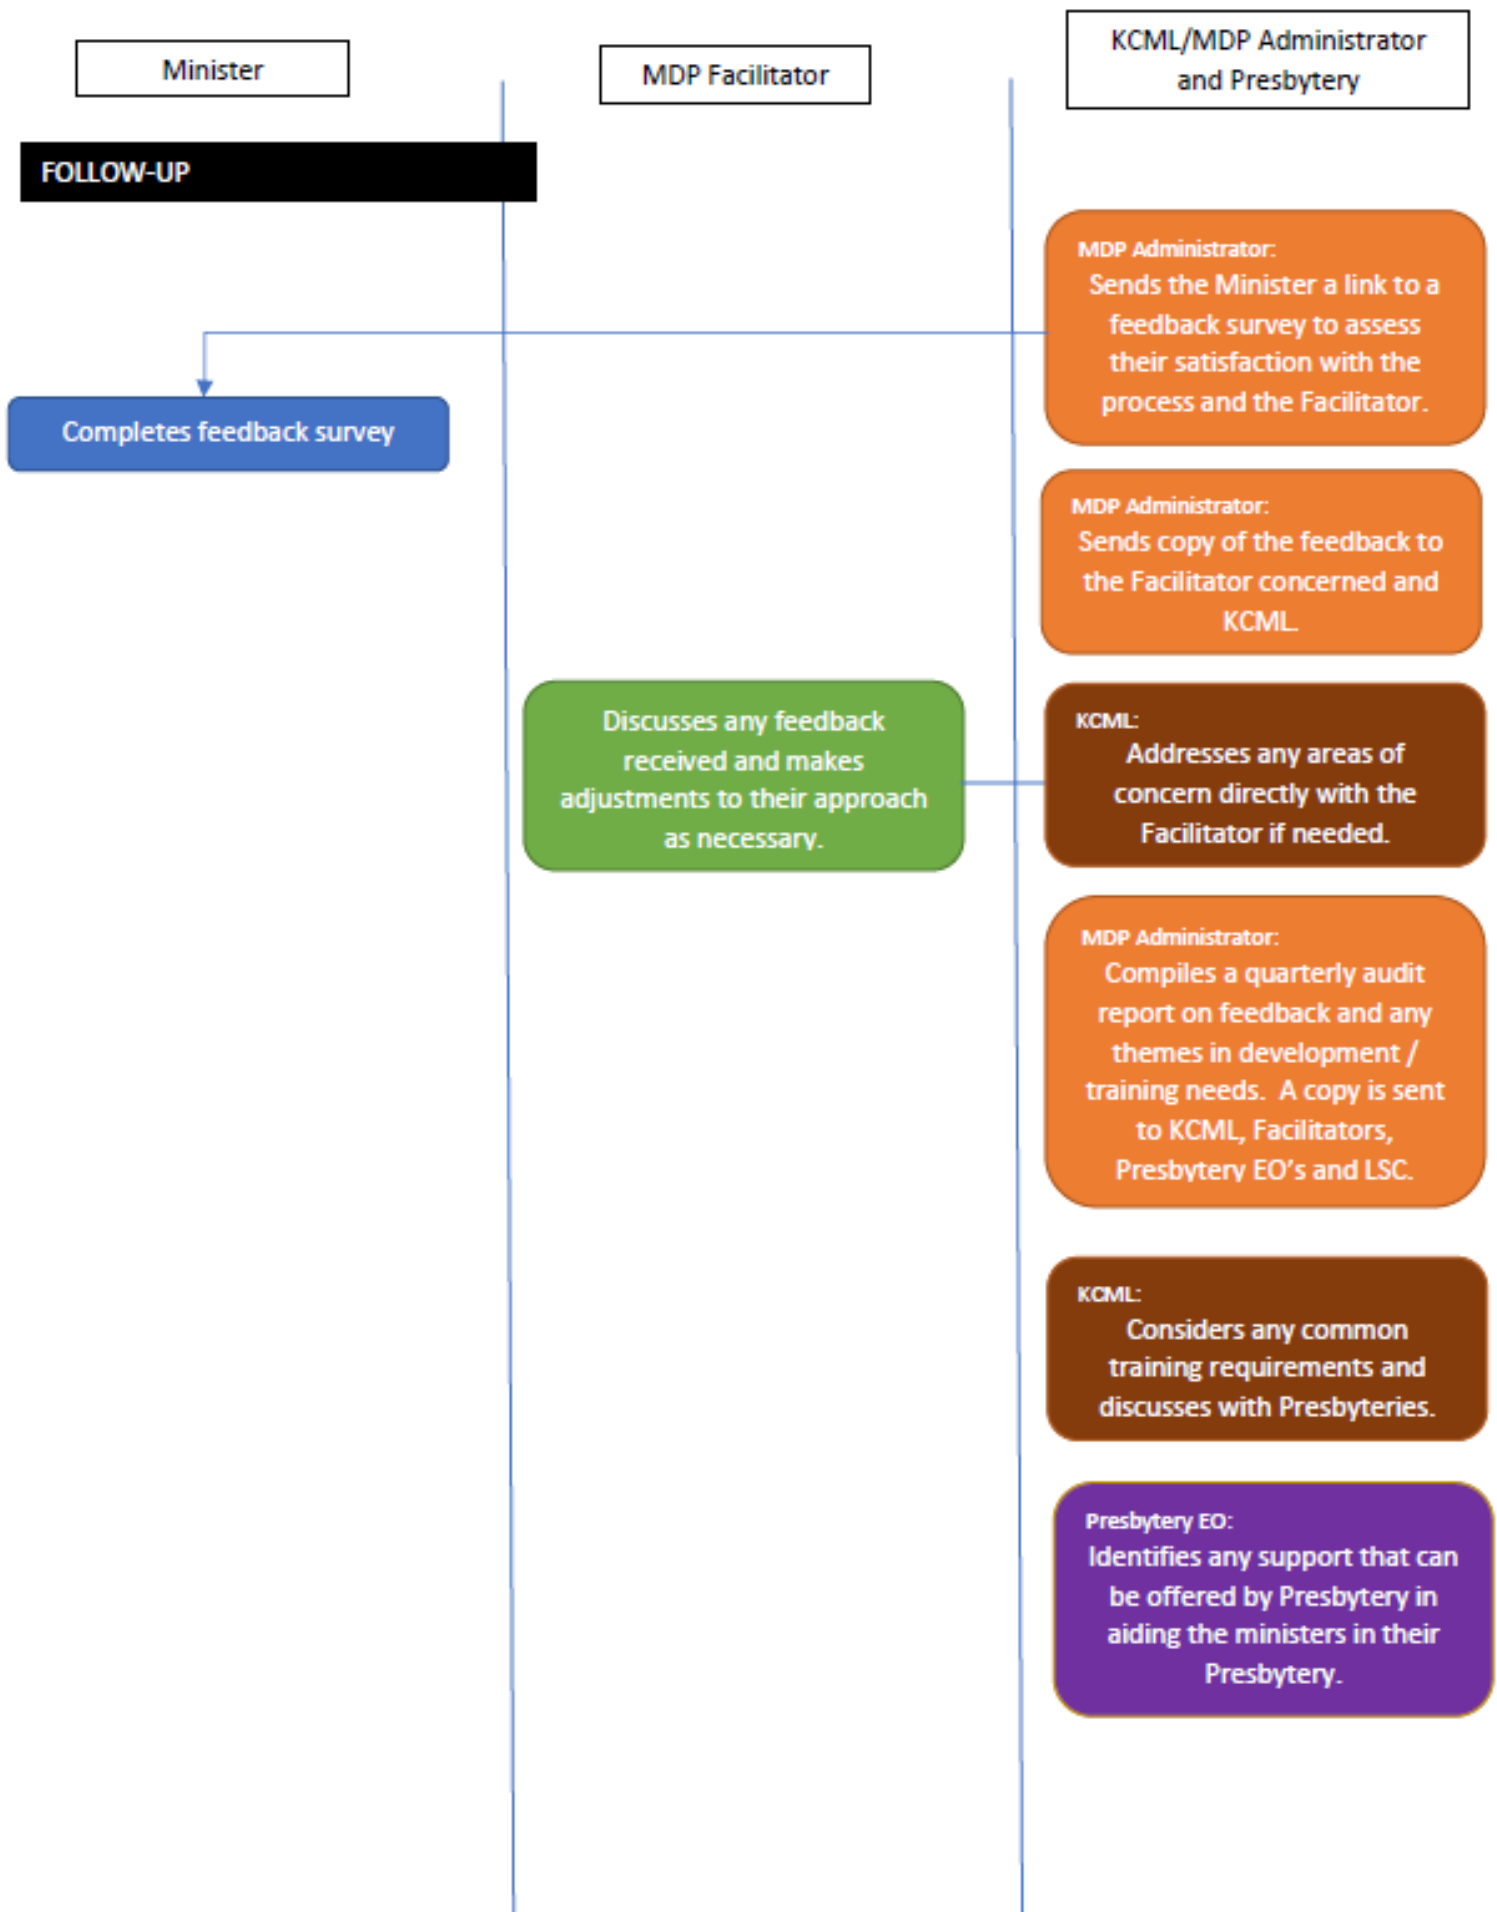 Minister
MDP Facilitator
KCML/MDP Administrator
and Presbytery
FOLLOW-UP
MDP Administrator:
Sends the Minister a link to a
feedback survey to assess
their satisfaction with the
process and the Facilitator.
Completes feedback survey
MDP Administrator:
Sends copy of the feedback to
the Facilitator concerned and
KCML.
Discusses any feedback
received and makes
adjustments to their approach
as necessary.
KCML:
Addresses any areas of
concern directly with the
Facilitator if needed.
MDP Administrator:
Compiles a quarterly audit
report on feedback and any
themes in development /
training needs.  A copy is sent
to KCML, Facilitators,
Presbytery EO's and LSC.
KCML:
Considers any common
training requirements and
discusses with Presbyteries.
Presbytery EO:
Identifies any support that can
be offered by Presbytery in
aiding the ministers in their
Presbytery.